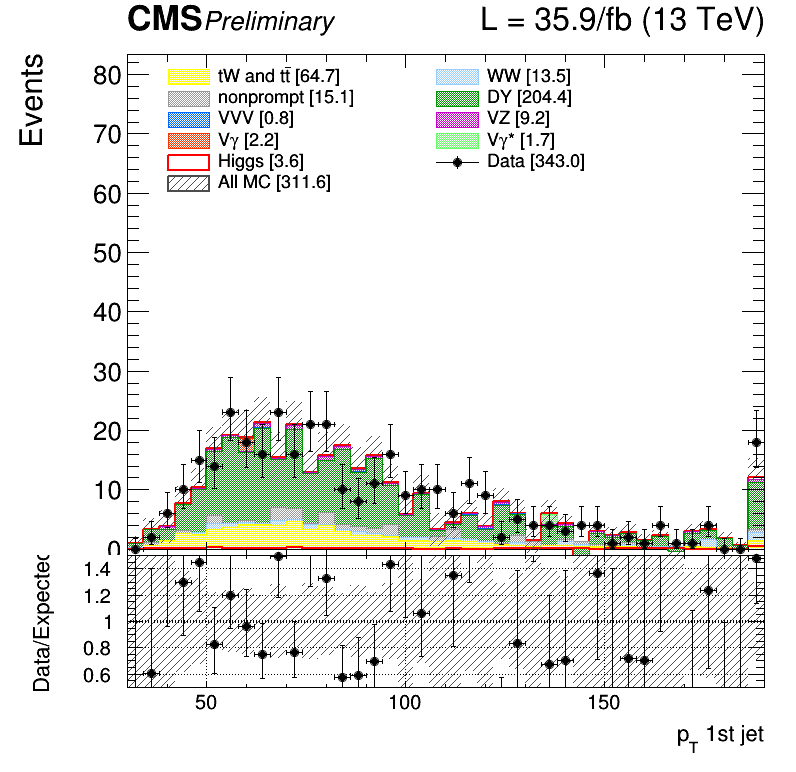 CMS Preliminary L = 35.9/fb (13 TeV)
Events
80
70
60
50
40
30
20
10
0
tW and tt̄ [64.7]
nonprompt [15.1]
VVV [0.8]
Vγ [2.2]
Higgs [3.6]
All MC [311.6]
WW [13.5]
DY [204.4]
VZ [9.2]
Vγ* [1.7]
Data [343.0]
Data/Expected
1.4
1.2
1
0.8
0.6
50 100 150
p_T 1st jet